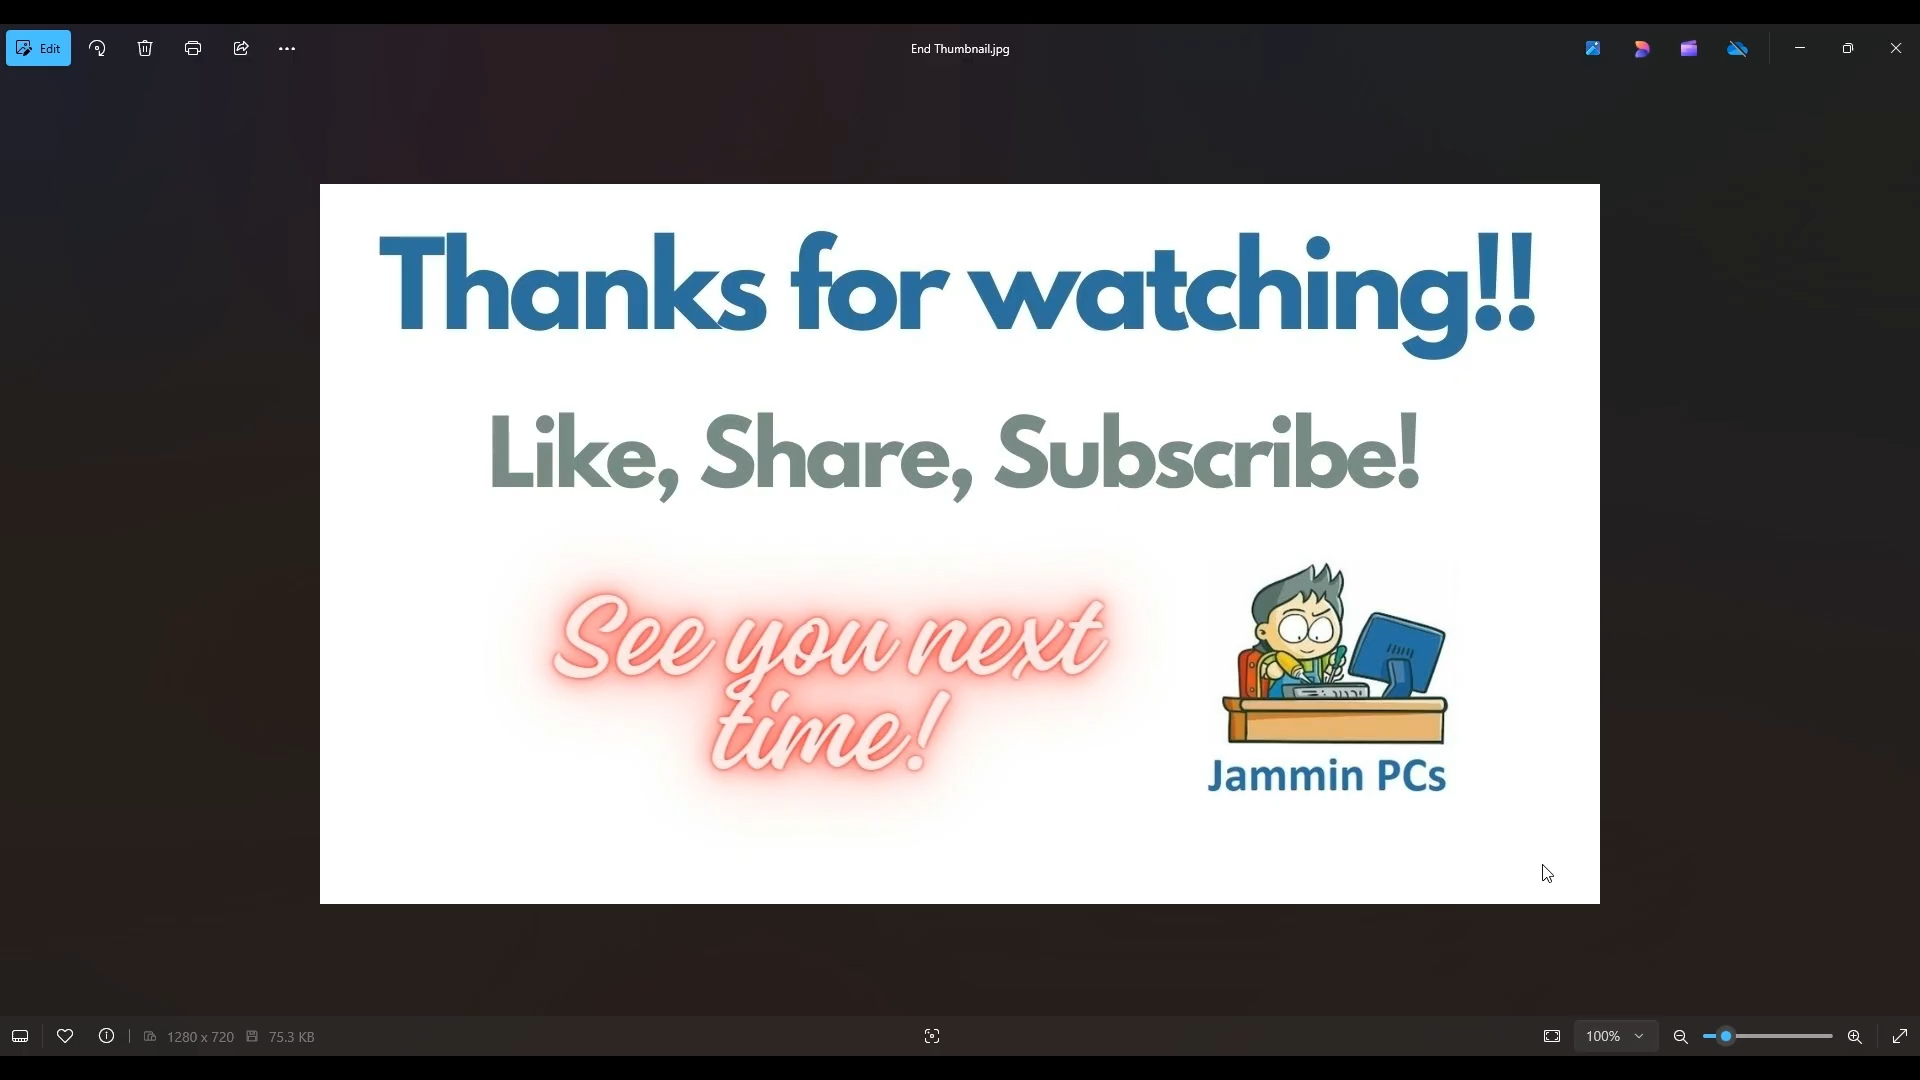 Edit
End Thumbnail.jpg
Thanks for watching!!
Like, Share, Subscribe!
See you next
time!
Jammin PCs
1280 x 720 75.3 KB
100%